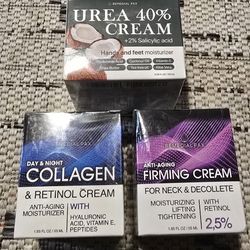 UREA 40%
CREAM
+2% Salicylic acid
Hands and feet moisturizer
DAY & NIGHT
COLLAGEN
& RETINOL CREAM
ANTI-AGING
MOISTURIZER
WITH
HYALURONIC
ACID, VITAMIN E,
PEPTIDES
ANTI-AGING
FIRMING CREAM
FOR NECK & DECOLLETE
MOISTURIZING
LIFTING
TIGHTENING
WITH
RETINOL
2,5%